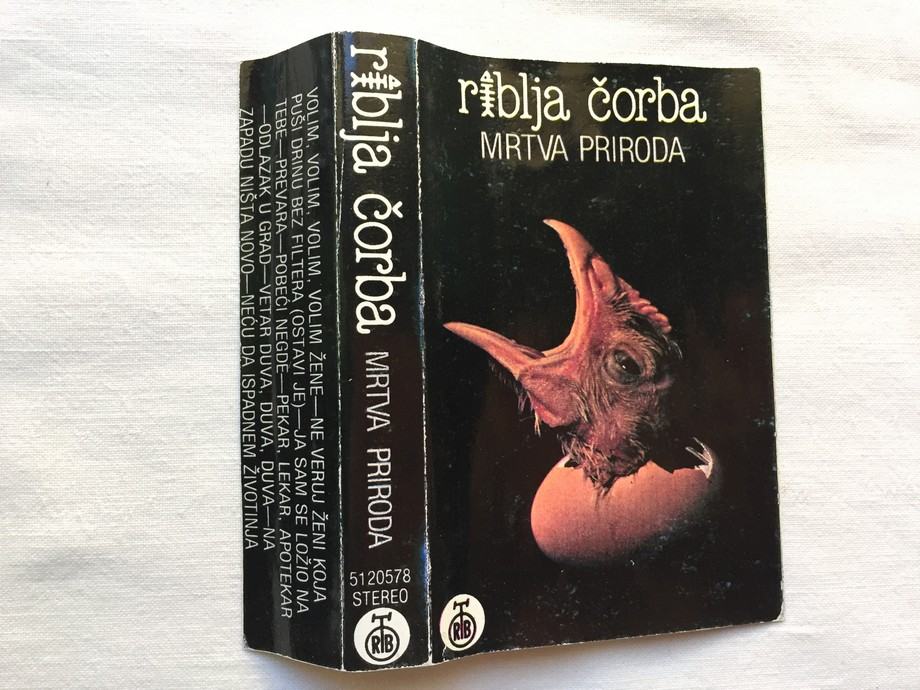 VOLIM, VOLIM, VOLIM, VOLIM ŽENE—NE VERUJ ŽENI KOJA
PUŠI DRINU BEZ FILTERA (OSTAVI JE)—JA SAM SE LOŽIO NA
TEBE—PREVARA—POBEĆI NEGDE—PEKAR, LEKAR, APOTEKAR
—ODLAZAK U GRAD—VETAR DUVA, DUVA, DUVA—NA
ZAPADU NIŠTA NOVO—NEĆU DA ISPADNEM ŽIVOTINJA
riblja čorba MRTVA PRIRODA
5120578
STEREO
RTB
riblja čorba
MRTVA PRIRODA
RTB